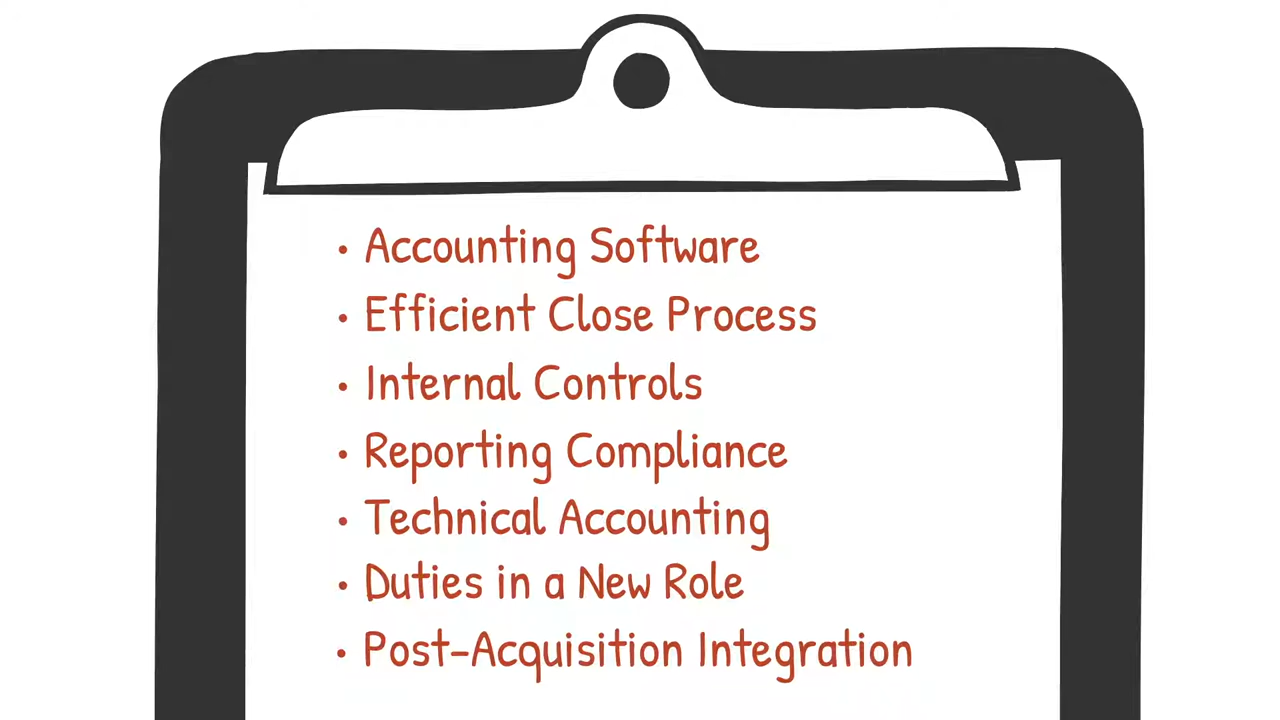 • Accounting Software
• Efficient Close Process
• Internal Controls
• Reporting Compliance
• Technical Accounting
• Duties in a New Role
• Post-Acquisition Integration